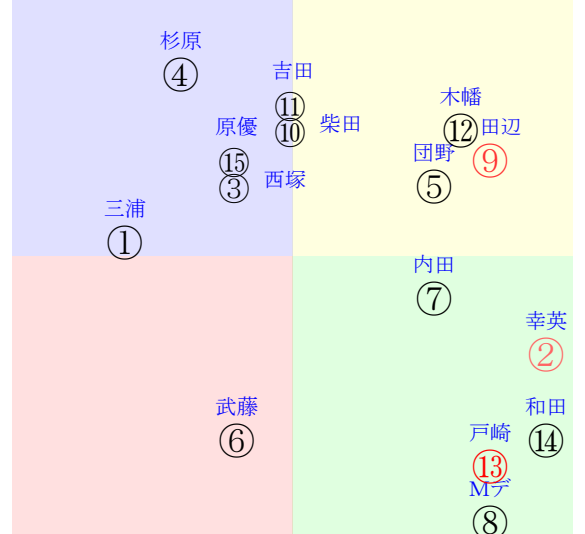 杉原
④
吉田
⑪
木幡
原優
⑩
柴田
⑫
田辺
団野
⑮
⑨
③
西塚
⑤
三浦
①
内田
⑦
幸英
②
武藤
和田
戸崎
⑥
⑭
⑬
Mデ
⑧